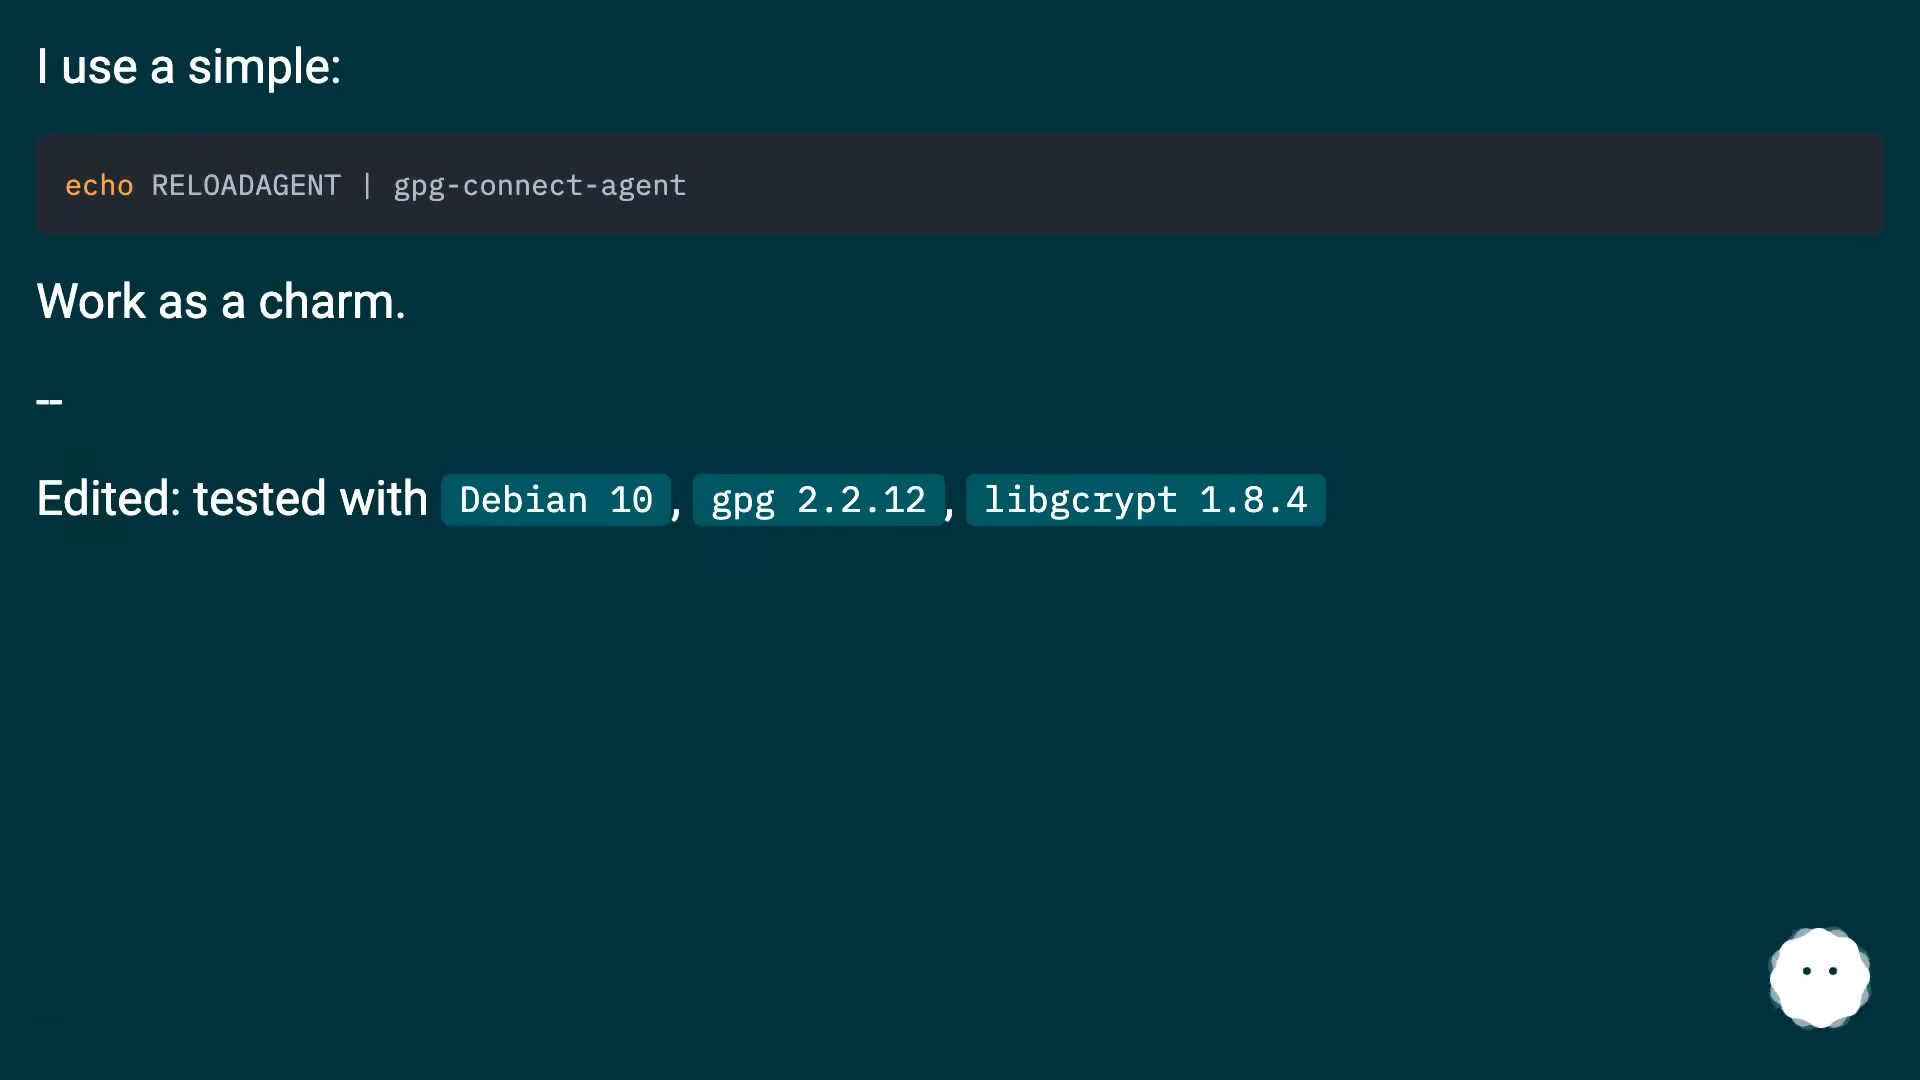 I use a simple:
echo RELOADAGENT | gpg-connect-agent
Work as a charm.
--
Edited: tested with Debian 10, gpg 2.2.12, libgcrypt 1.8.4